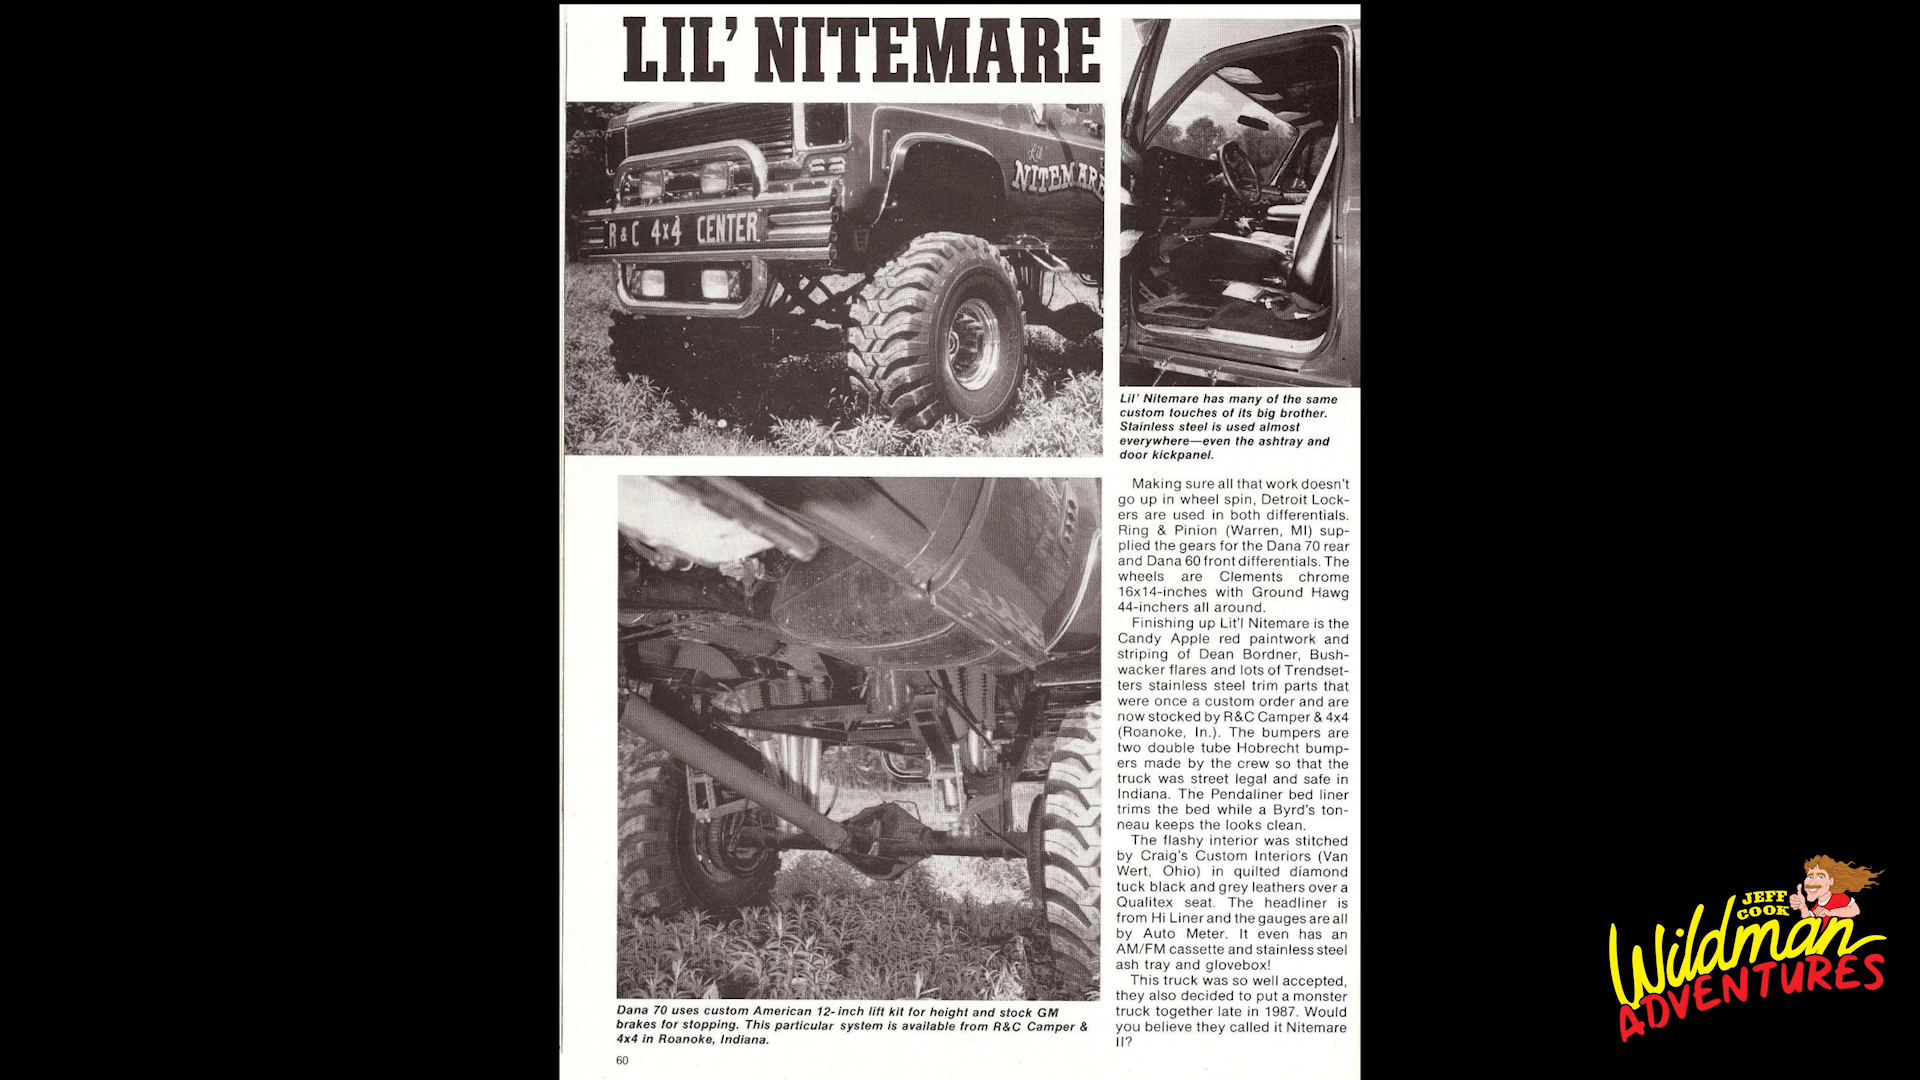 LIL' NITEMARE
R & C 4x4 CENTER
Lil'
NITEMARE
Lil' Nitemare has many of the same
custom touches of its big brother.
Stainless steel is used almost
everywhere—even the ashtray and
door kickpanel.
Making sure all that work doesn't
go up in wheel spin, Detroit Lock-
ers are used in both differentials.
Ring & Pinion (Warren, MI) sup-
plied the gears for the Dana 70 rear
and Dana 60 front differentials. The
wheels are Clements chrome
16x14-inches with Ground Hawg
44-inchers all around.
Finishing up Lit'l Nitemare is the
Candy Apple red paintwork and
striping of Dean Bordner, Bush-
wacker flares and lots of Trendset-
ters stainless steel trim parts that
were once a custom order and are
now stocked by R&C Camper & 4x4
(Roanoke, In.). The bumpers are
two double tube Hobrecht bump-
ers made by the crew so that the
truck was street legal and safe in
Indiana. The Pendaliner bed liner
trims the bed while a Byrd's ton-
neau keeps the looks clean.
The flashy interior was stitched
by Craig's Custom Interiors (Van
Wert, Ohio) in quilted diamond
tuck black and grey leathers over a
Qualitex seat. The headliner is
from Hi Liner and the gauges are all
by Auto Meter. It even has an
AM/FM cassette and stainless steel
ash tray and glovebox!
This truck was so well accepted,
they also decided to put a monster
truck together late in 1987. Would
you believe they called it Nitemare
II?
Dana 70 uses custom American 12-inch lift kit for height and stock GM
brakes for stopping. This particular system is available from R&C Camper &
4x4 in Roanoke, Indiana.
60
JEFF
COOK
Wildman
ADVENTURES